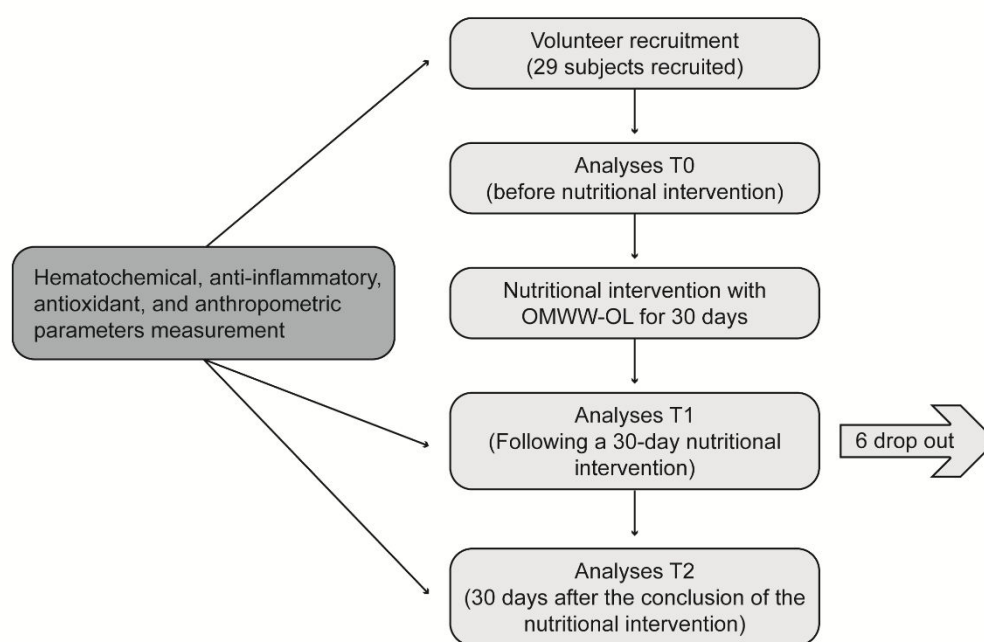 Volunteer recruitment
(29 subjects recruited)
Analyses T0
(before nutritional intervention)
Hematochemical, anti-inflammatory,
antioxidant, and anthropometric
parameters measurement
Nutritional intervention with
OMWW-OL for 30 days
Analyses T1
(Following a 30-day nutritional
intervention)
6 drop out
Analyses T2
(30 days after the conclusion of the
nutritional intervention)